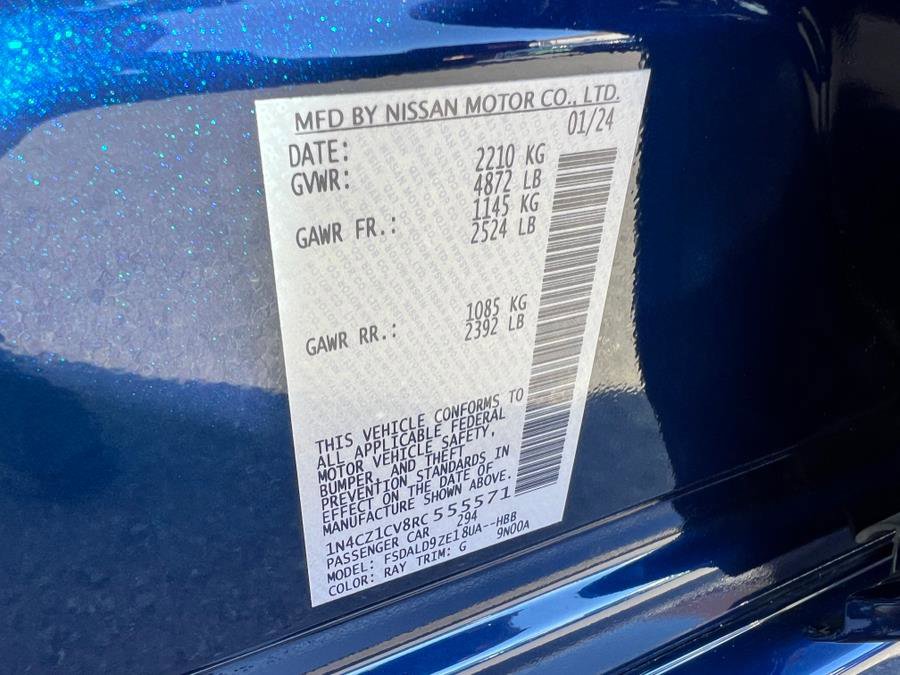 MFD BY NISSAN MOTOR CO., LTD.
DATE: 01/24
GVWR: 2210 KG
4872 LB
GAWR FR.: 1145 KG
2524 LB
GAWR RR.: 1085 KG
2392 LB
THIS VEHICLE CONFORMS TO
ALL APPLICABLE FEDERAL
MOTOR VEHICLE SAFETY,
BUMPER, AND THEFT
PREVENTION STANDARDS IN
EFFECT ON THE DATE OF
MANUFACTURE SHOWN ABOVE.
1N4CZ1CV8RC555571
PASSENGER CAR 294
MODEL: FSDALD9ZE18UA--HBB
COLOR: RAY TRIM: G 9N00A